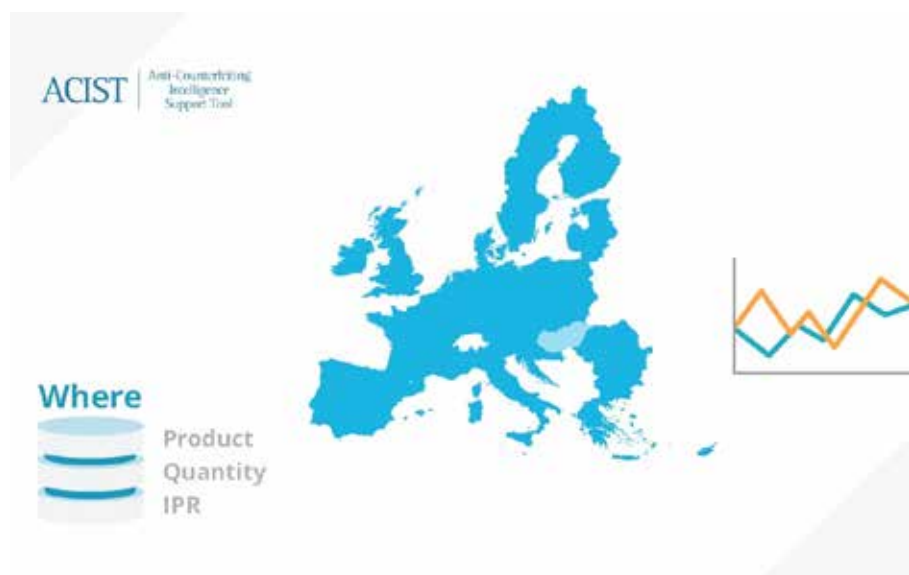 ACIST
Anti-Counterfeiting
Intelligence
Support Tool
Where
Product
Quantity
IPR